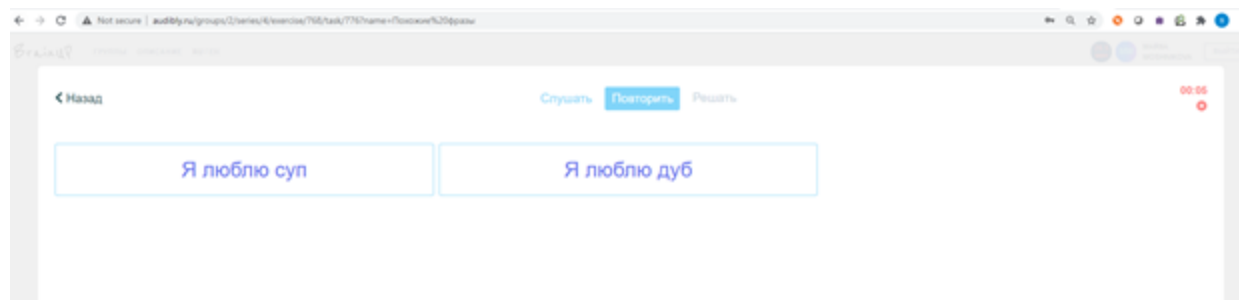 Not secure | audibly.ru/groups/2/series/4/exercise/768/task/776?name=Похожие%20фразы
BrainUP
Назад Слушать Повторить Решать 00:06
Я люблю суп Я люблю дуб